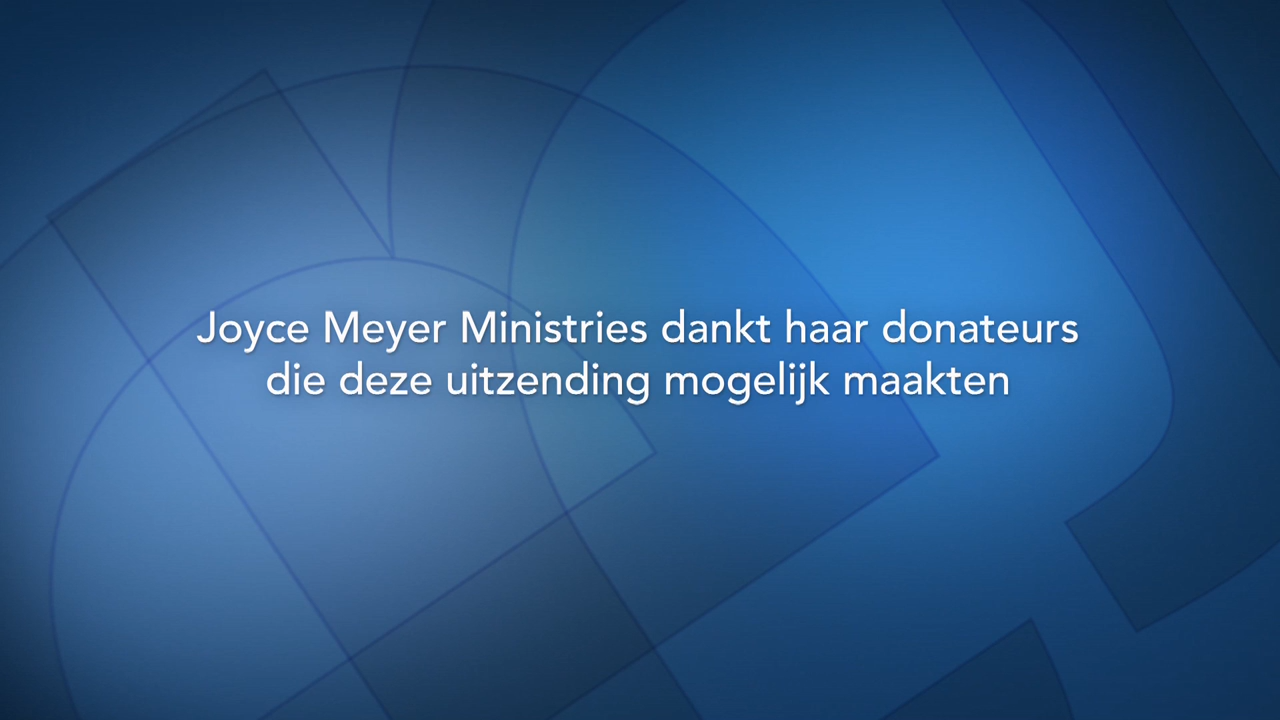 Joyce Meyer Ministries dankt haar donateurs
die deze uitzending mogelijk maakten